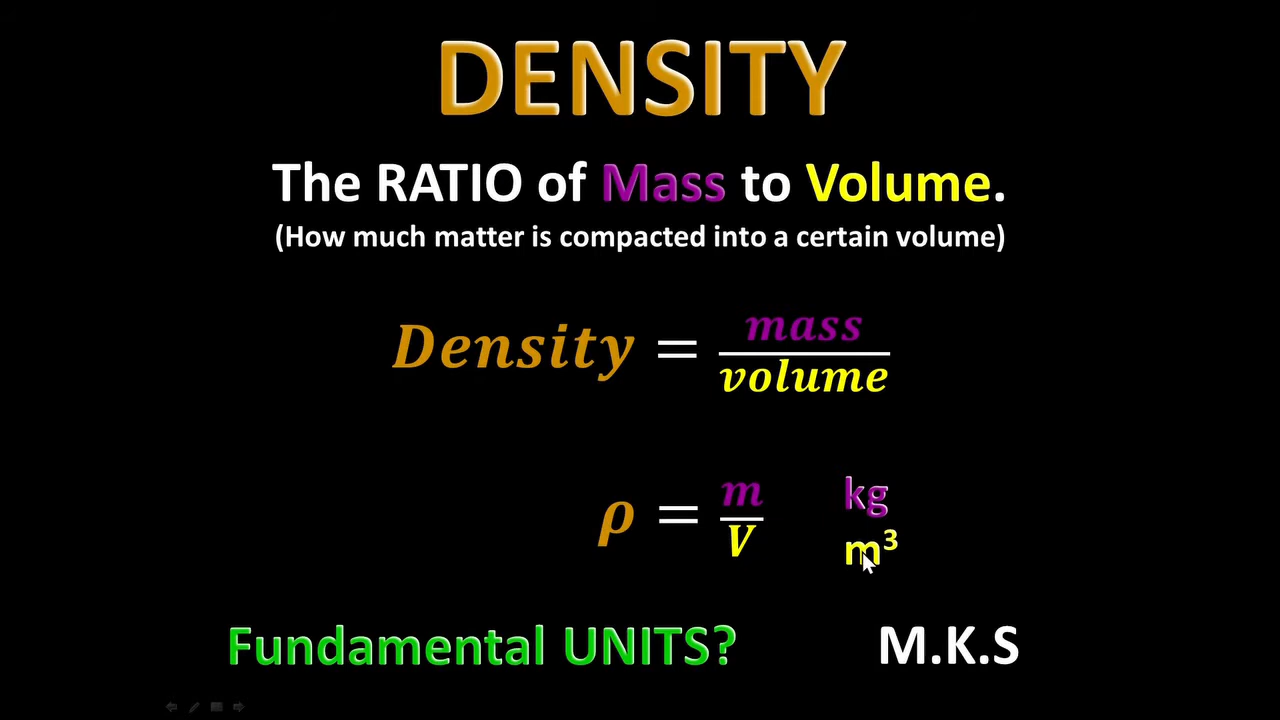 DENSITY
The RATIO of Mass to Volume.
(How much matter is compacted into a certain volume)
Density = mass / volume
ρ = m / V kg
m³
Fundamental UNITS? M.K.S